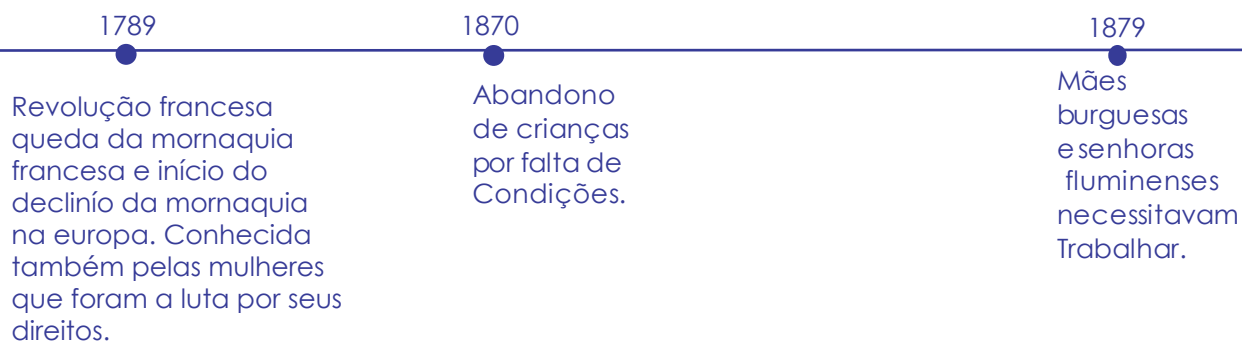 1789
Revolução francesa
queda da mornaquia
francesa e início do
declinío da mornaquia
na europa. Conhecida
também pelas mulheres
que foram a luta por seus
direitos.
1870
Abandono
de crianças
por falta de
Condições.
1879
Mães
burguesas
e senhoras
fluminenses
necessitavam
Trabalhar.